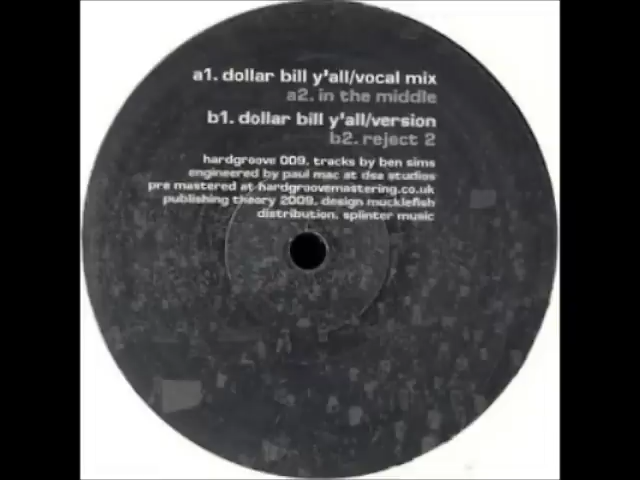 a1. dollar bill y'all/vocal mix
a2. in the middle
b1. dollar bill y'all/version
b2. reject 2
hardgroove 009. tracks by ben sims
engineered by paul mac at dsa studios
pre mastered at hardgroovemastering.co.uk
publishing theory 2009. design mucklefish
distribution. splinter music